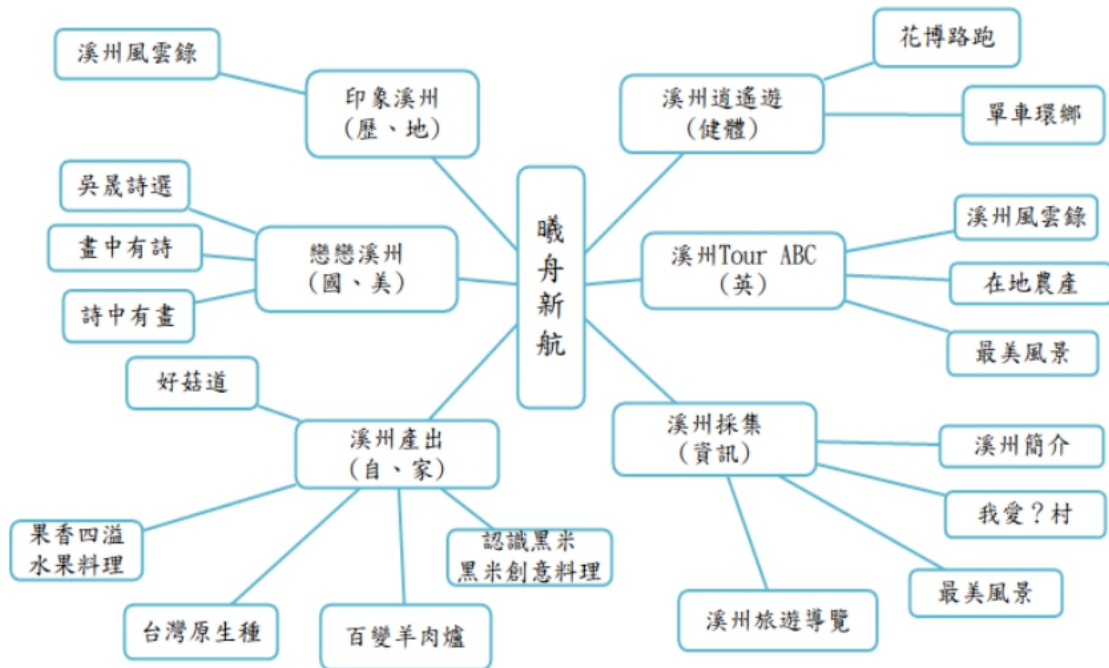 溪州風雲錄
印象溪州
(歷、地)
吳晟詩選
畫中有詩
詩中有畫
戀戀溪州
(國、美)
好菇道
溪州產出
(自、家)
果香四溢
水果料理
台灣原生種
百變羊肉爐
認識黑米
黑米創意料理
曦
舟
新
航
花博路跑
溪州逍遙遊
(健體)
單車環鄉
溪州Tour ABC
(英)
溪州風雲錄
在地農產
最美風景
溪州採集
(資訊)
溪州簡介
我愛？村
最美風景
溪州旅遊導覽